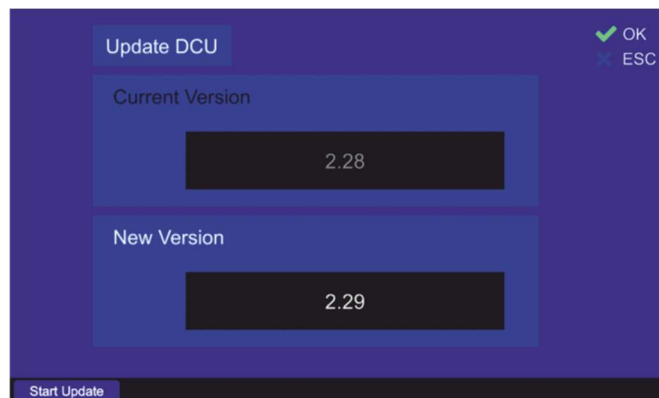 Update DCU
OK
ESC
Current Version
2.28
New Version
2.29
Start Update